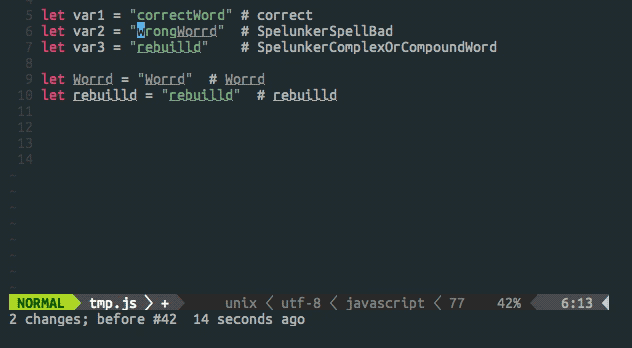 5 let var1 = "correctWord" # correct
6 let var2 = "WrongWorrd"   # SpelunkerSpellBad
7 let var3 = "rebuilld"    # SpelunkerComplexOrCompoundWord
8
9 let Worrd = "Worrd"  # Worrd
10 let rebuilld = "rebuilld"  # rebuilld
11
12
13
14
~
~
~
~
~
~
NORMAL tmp.js + unix utf-8 javascript 77 42% 6:13
2 changes; before #42  14 seconds ago